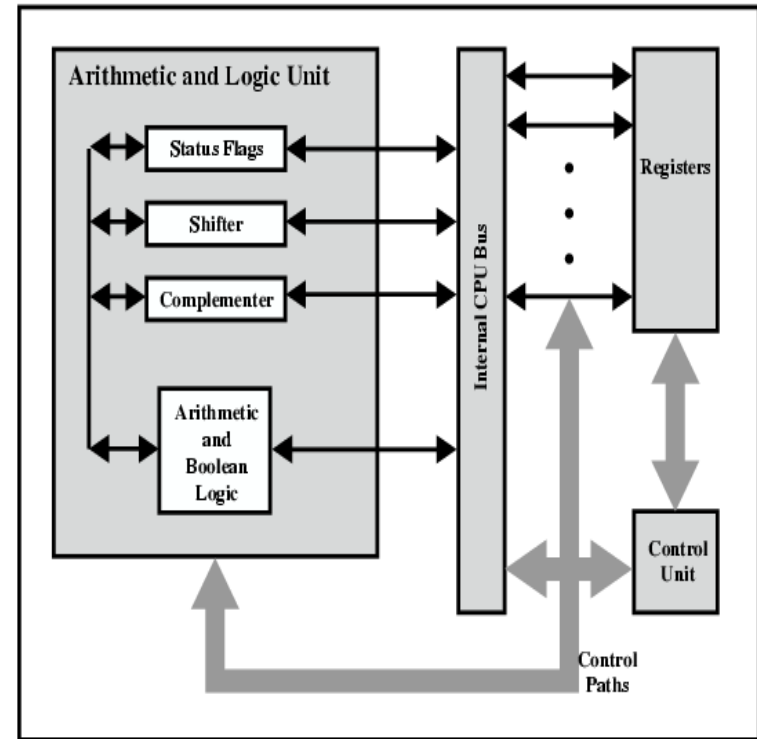 Arithmetic and Logic Unit
Status Flags
Shifter
Complementer
Arithmetic
and
Boolean
Logic
Internal CPU Bus
Registers
Control
Unit
Control
Paths